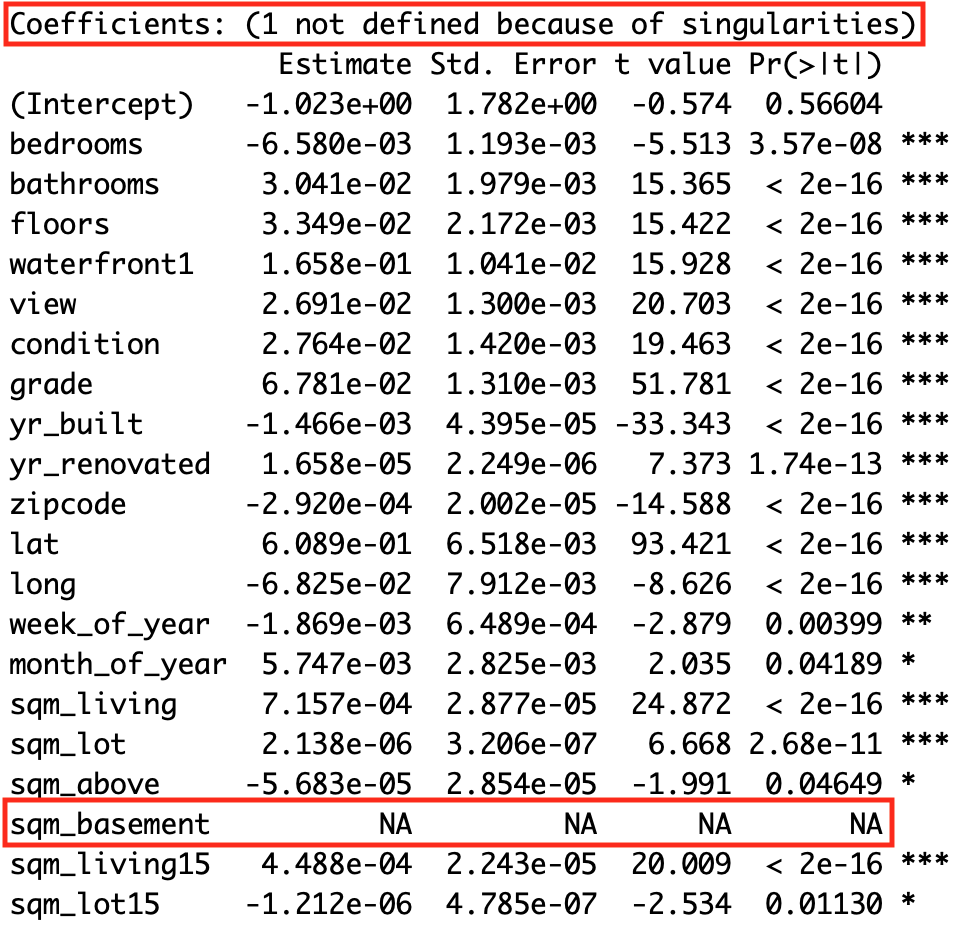 Coefficients: (1 not defined because of singularities)
Estimate Std. Error t value Pr(>|t|)
(Intercept) -1.023e+00 1.782e+00 -0.574 0.56604
bedrooms -6.580e-03 1.193e-03 -5.513 3.57e-08 ***
bathrooms 3.041e-02 1.979e-03 15.365 < 2e-16 ***
floors 3.349e-02 2.172e-03 15.422 < 2e-16 ***
waterfront1 1.658e-01 1.041e-02 15.928 < 2e-16 ***
view 2.691e-02 1.300e-03 20.703 < 2e-16 ***
condition 2.764e-02 1.420e-03 19.463 < 2e-16 ***
grade 6.781e-02 1.310e-03 51.781 < 2e-16 ***
yr_built -1.466e-03 4.395e-05 -33.343 < 2e-16 ***
yr_renovated 1.658e-05 2.249e-06 7.373 1.74e-13 ***
zipcode -2.920e-04 2.002e-05 -14.588 < 2e-16 ***
lat 6.089e-01 6.518e-03 93.421 < 2e-16 ***
long -6.825e-02 7.912e-03 -8.626 < 2e-16 ***
week_of_year -1.869e-03 6.489e-04 -2.879 0.00399 **
month_of_year 5.747e-03 2.825e-03 2.035 0.04189 *
sqm_living 7.157e-04 2.877e-05 24.872 < 2e-16 ***
sqm_lot 2.138e-06 3.206e-07 6.668 2.68e-11 ***
sqm_above -5.683e-05 2.854e-05 -1.991 0.04649 *
sqm_basement NA NA NA NA
sqm_living15 4.488e-04 2.243e-05 20.009 < 2e-16 ***
sqm_lot15 -1.212e-06 4.785e-07 -2.534 0.01130 *